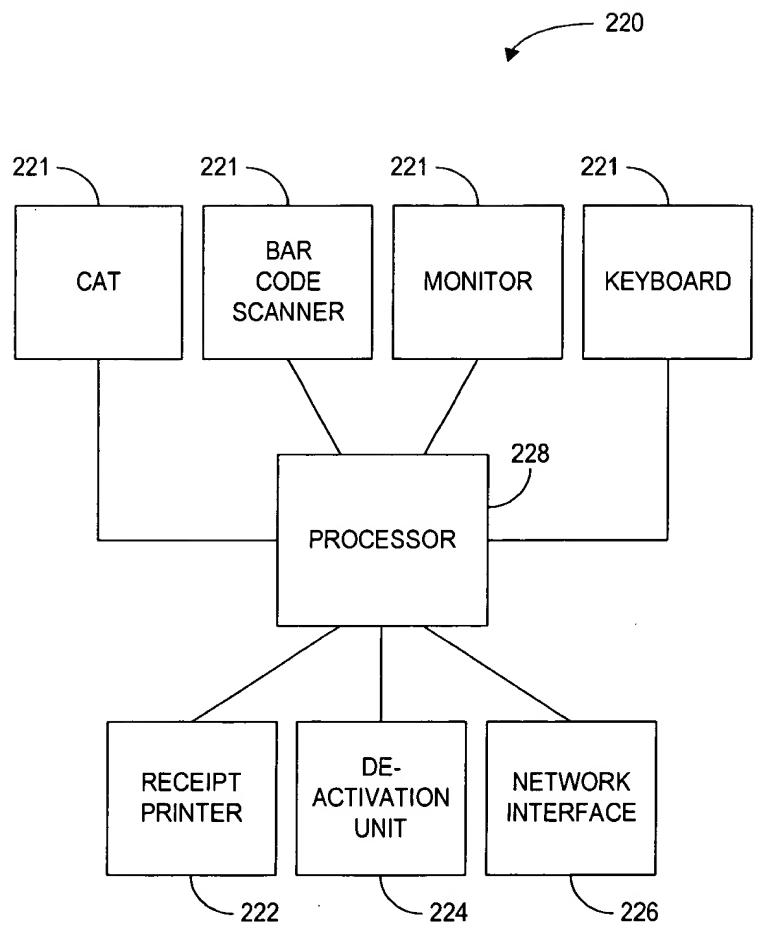 220
221
221
221
221
CAT
BAR
CODE
SCANNER
MONITOR
KEYBOARD
228
PROCESSOR
RECEIPT
PRINTER
DE-
ACTIVATION
UNIT
NETWORK
INTERFACE
222
224
226